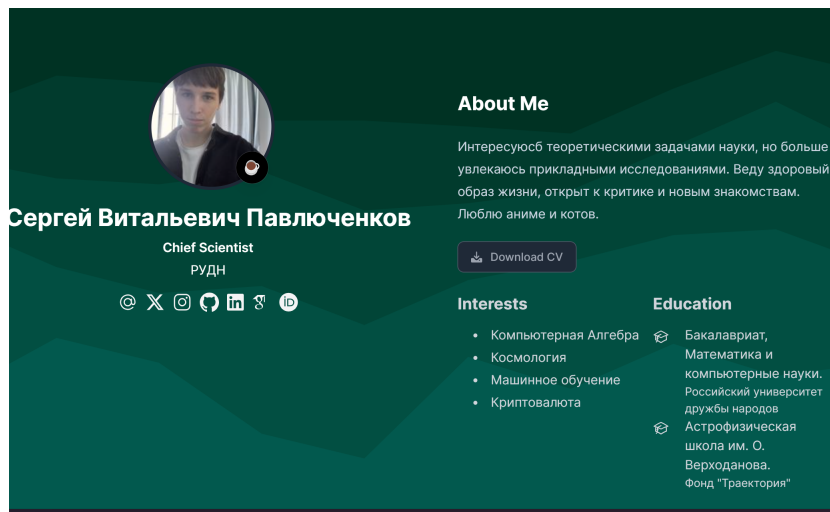 Сергей Витальевич Павлюченков
Chief Scientist
РУДН
About Me
Интересуюсб теоретическими задачами науки, но больше
увлекаюсь прикладными исследованиями. Веду здоровый
образ жизни, открыт к критике и новым знакомствам.
Люблю аниме и котов.
Download CV
Interests
Компьютерная Алгебра
Космология
Машинное обучение
Криптовалюта
Education
Бакалавриат,
Математика и
компьютерные науки.
Российский университет
дружбы народов
Астрофизическая
школа им. О.
Верходанова.
Фонд "Траектория"